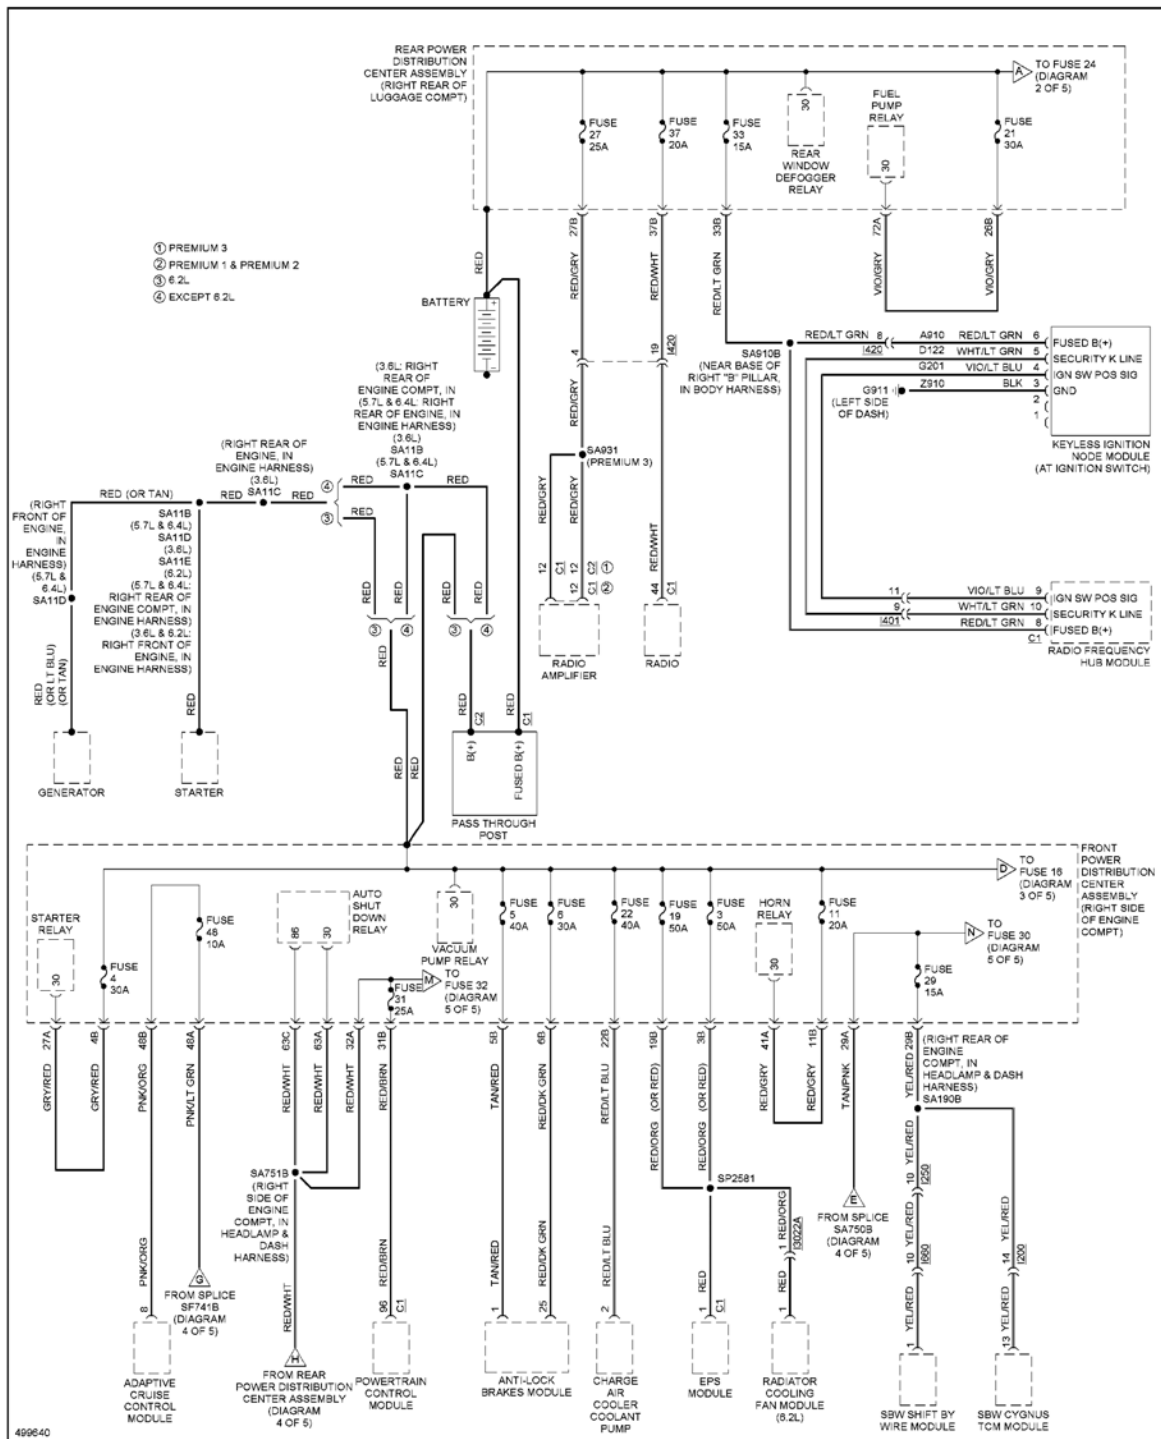 REAR POWER
DISTRIBUTION
CENTER ASSEMBLY
(RIGHT REAR OF
LUGGAGE COMPT)
FUSE
27
25A
FUSE
37
20A
FUSE
33
15A
30
REAR
WINDOW
DEFOGGER
RELAY
FUEL
PUMP
RELAY
30
FUSE
21
30A
A
TO FUSE 24
(DIAGRAM
2 OF 5)
27B
37B
33B
72A
26B
① PREMIUM 3
② PREMIUM 1 & PREMIUM 2
③ 6.2L
④ EXCEPT 6.2L
RED
RED/GRY
RED/WHT
RED/LT GRN
VIO/GRY
VIO/GRY
BATTERY
+
-
4
19
I420
SA910B
(NEAR BASE OF
RIGHT "B" PILLAR,
IN BODY HARNESS)
RED/LT GRN 8
I420
A910 RED/LT GRN 6
FUSED B(+)
D122 WHT/LT GRN 5
SECURITY K LINE
G201 VIO/LT BLU 4
IGN SW POS SIG
Z910 BLK 3
GND
2
1
G911
(LEFT SIDE
OF DASH)
KEYLESS IGNITION
NODE MODULE
(AT IGNITION SWITCH)
(3.6L: RIGHT
REAR OF
ENGINE COMPT, IN
(5.7L & 6.4L: RIGHT
REAR OF ENGINE, IN
ENGINE HARNESS)
(3.6L)
SA11B
(5.7L & 6.4L)
SA11C
RED/GRY
SA931
(PREMIUM 3)
(RIGHT REAR OF
ENGINE, IN
ENGINE HARNESS)
(3.6L)
SA11C
RED (OR TAN)
RED
RED
④
③
RED
RED
RED
(RIGHT
FRONT OF
ENGINE,
IN
ENGINE
HARNESS)
(5.7L &
6.4L)
SA11D
SA11B
(5.7L & 6.4L)
SA11D
(3.6L)
SA11E
(6.2L)
(5.7L & 6.4L:
RIGHT REAR OF
ENGINE COMPT, IN
ENGINE HARNESS)
(3.6L & 6.2L:
RIGHT FRONT OF
ENGINE, IN
ENGINE HARNESS)
RED
(OR LT BLU)
(OR TAN)
RED
RED
RED
RED
RED
③
④
③
④
RED
RED
RED
RED/GRY
RED/GRY
RED/WHT
12
C1
12
C2 ①
C1 ②
44
C1
RADIO
AMPLIFIER
RADIO
11
VIO/LT BLU 9
IGN SW POS SIG
9
I401
WHT/LT GRN 10
SECURITY K LINE
RED/LT GRN 8
C1
FUSED B(+)
RADIO FREQUENCY
HUB MODULE
C2
C1
B(+)
FUSED B(+)
PASS THROUGH
POST
GENERATOR
STARTER
RED
RED
FRONT
POWER
DISTRIBUTION
CENTER
ASSEMBLY
(RIGHT SIDE
OF ENGINE
COMPT)
D
TO
FUSE 16
(DIAGRAM
3 OF 5)
STARTER
RELAY
30
FUSE
4
30A
FUSE
48
10A
AUTO
SHUT
DOWN
RELAY
86
30
30
VACUUM
PUMP RELAY
M
TO
FUSE 32
(DIAGRAM
5 OF 5)
FUSE
31
25A
FUSE
5
40A
FUSE
6
30A
FUSE
22
40A
FUSE
19
50A
FUSE
3
50A
HORN
RELAY
30
FUSE
11
20A
N
TO
FUSE 30
(DIAGRAM
5 OF 5)
FUSE
29
15A
27A
4B
48B
48A
63C
63A
32A
31B
5B
6B
22B
19B
3B
41A
11B
29A
29B
GRY/RED
GRY/RED
PNK/ORG
PNK/LT GRN
RED/WHT
RED/WHT
RED/WHT
RED/BRN
TAN/RED
RED/DK GRN
RED/LT BLU
RED/ORG (OR RED)
RED/ORG (OR RED)
RED/GRY
RED/GRY
TAN/PNK
YEL/RED
(RIGHT REAR OF
ENGINE
COMPT, IN
HEADLAMP & DASH
HARNESS)
SA190B
SA751B
(RIGHT
SIDE OF
ENGINE
COMPT, IN
HEADLAMP &
DASH
HARNESS)
SP2581
E
FROM SPLICE
SA750B
(DIAGRAM
4 OF 5)
10 YEL/RED
I250
10 YEL/RED
I660
14 YEL/RED
I200
1 RED/ORG
I3022A
PNK/ORG
G
FROM SPLICE
SF741B
(DIAGRAM
4 OF 5)
RED/WHT
RED/BRN
TAN/RED
RED/DK GRN
RED/LT BLU
RED
RED
YEL/RED
YEL/RED
8
96
C1
1
25
2
1
C1
1
1
13
H
FROM REAR
POWER DISTRIBUTION
CENTER ASSEMBLY
(DIAGRAM
4 OF 5)
ADAPTIVE
CRUISE
CONTROL
MODULE
POWERTRAIN
CONTROL
MODULE
ANTI-LOCK
BRAKES MODULE
CHARGE
AIR
COOLER
COOLANT
PUMP
EPS
MODULE
RADIATOR
COOLING
FAN MODULE
(6.2L)
SBW SHIFT BY
WIRE MODULE
SBW CYGNUS
TCM MODULE
499640